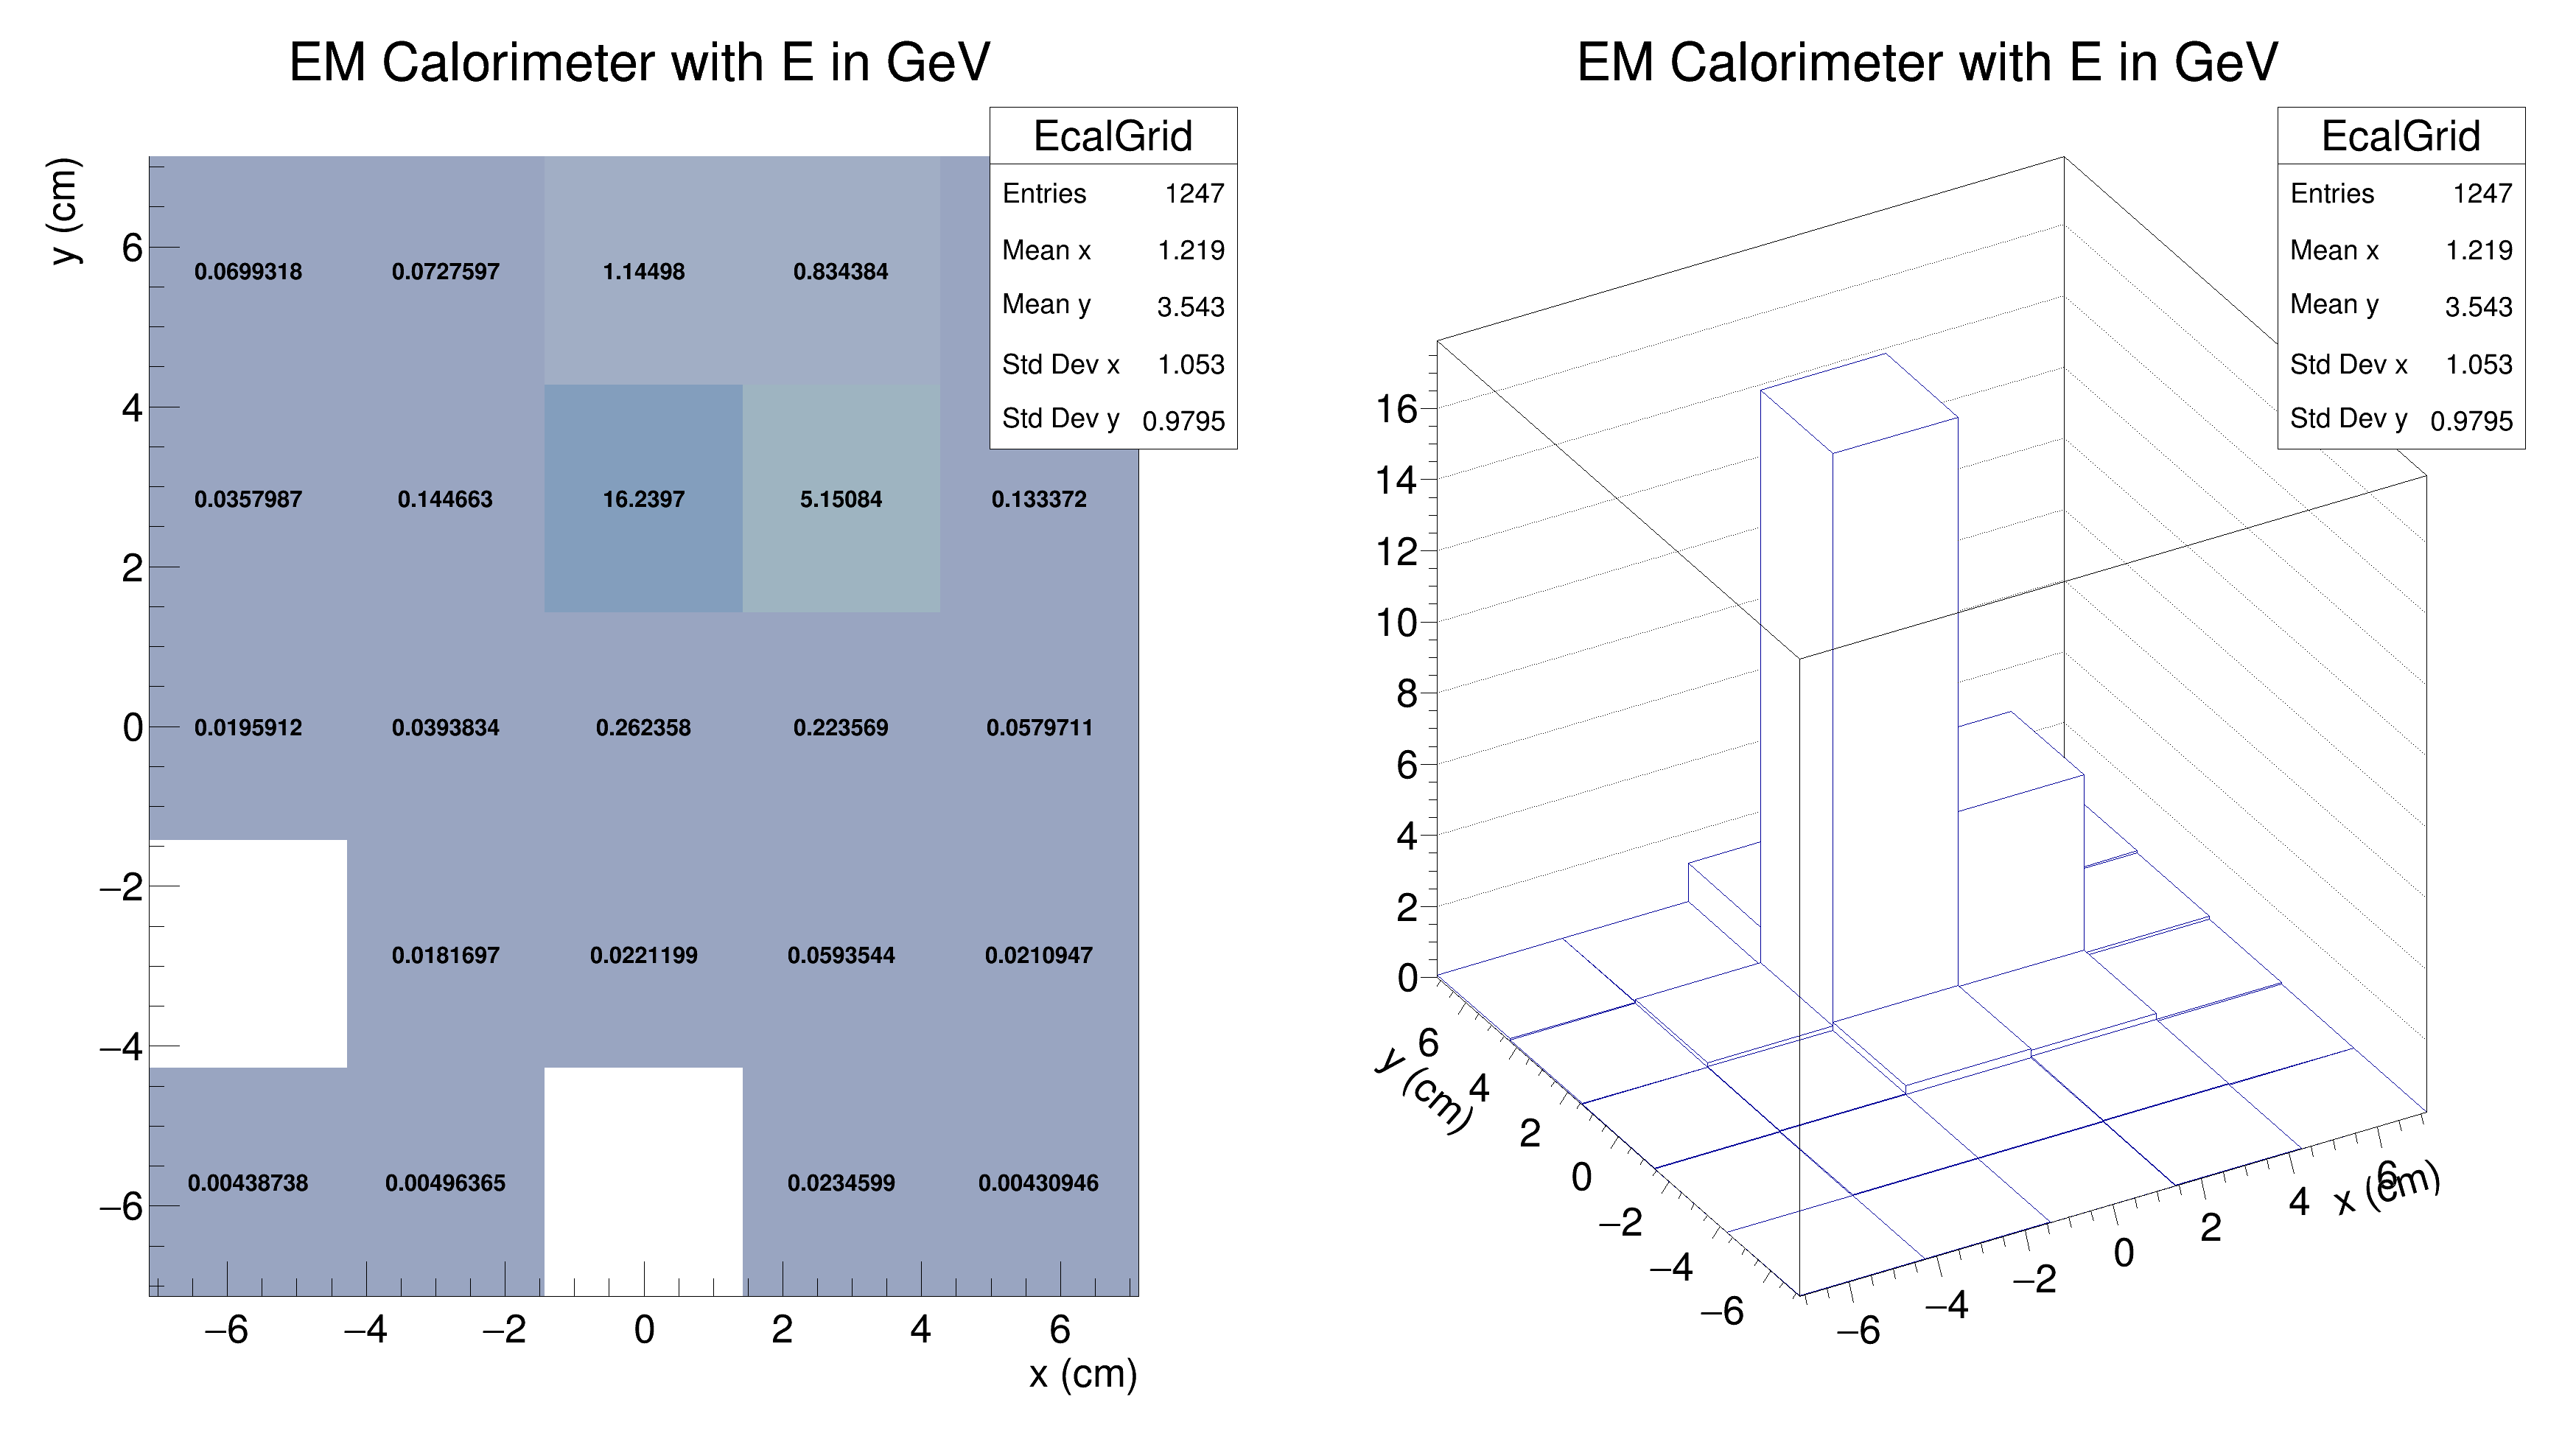 EM Calorimeter with E in GeV
EcalGrid
Entries 1247
Mean x 1.219
Mean y 3.543
Std Dev x 1.053
Std Dev y 0.9795
y (cm)
6
4
2
0
−2
−4
−6
0.0699318 0.0727597 1.14498 0.834384
0.0357987 0.144663 16.2397 5.15084 0.133372
0.0195912 0.0393834 0.262358 0.223569 0.0579711
0.0181697 0.0221199 0.0593544 0.0210947
0.00438738 0.00496365 0.0234599 0.00430946
−6 −4 −2 0 2 4 6
x (cm)
EM Calorimeter with E in GeV
EcalGrid
Entries 1247
Mean x 1.219
Mean y 3.543
Std Dev x 1.053
Std Dev y 0.9795
16
14
12
10
8
6
4
2
0
y (cm)
6
4
2
0
−2
−4
−6
−6 −4 −2 0 2 4 6
x (cm)